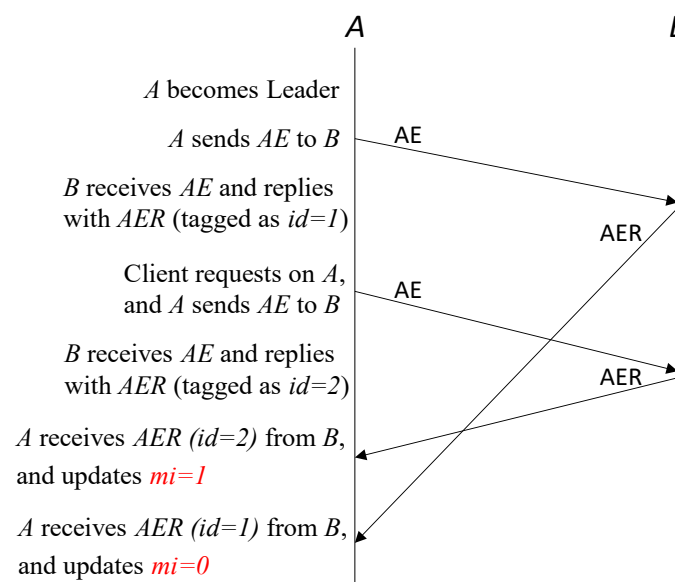 A
A becomes Leader
A sends AE to B
AE
B receives AE and replies
with AER (tagged as id=1)
AER
Client requests on A,
and A sends AE to B
AE
B receives AE and replies
with AER (tagged as id=2)
AER
A receives AER (id=2) from B,
and updates mi=1
A receives AER (id=1) from B,
and updates mi=0